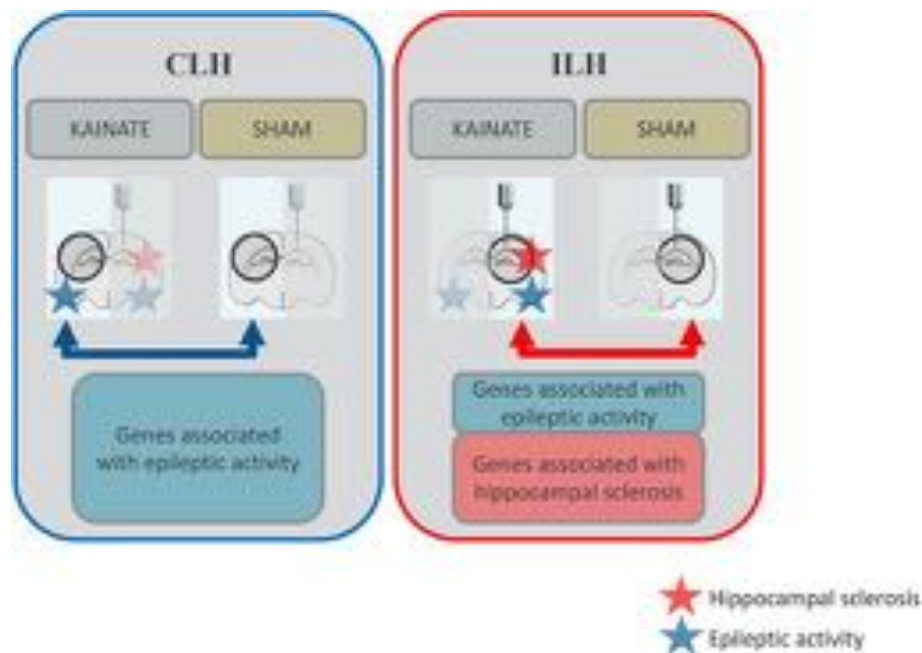 CLH
KAINATE
SHAM
Genes associated
with epileptic activity
ILH
KAINATE
SHAM
Genes associated with
epileptic activity
Genes associated with
hippocampal sclerosis
Hippocampal sclerosis
Epileptic activity